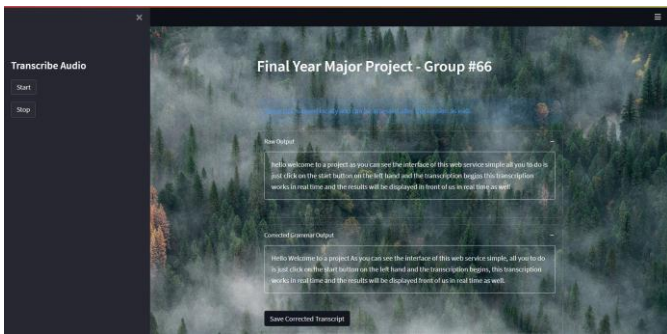 Transcribe Audio
Start
Stop
Final Year Major Project - Group #66
Raw Output
hello welcome to a project as you can see the interface of this web service simple all you to do is
just click on the start button on the left hand and the transcription begins this transcription
works in real time and the results will be displayed in front of us in real time as well
Corrected Grammar Output
Hello Welcome to a project As you can see the interface of this web service simple, all you to do
is just click on the start button on the left hand and the transcription begins, this transcription
works in real time and the results will be displayed front of us in real time as well.
Save Corrected Transcript